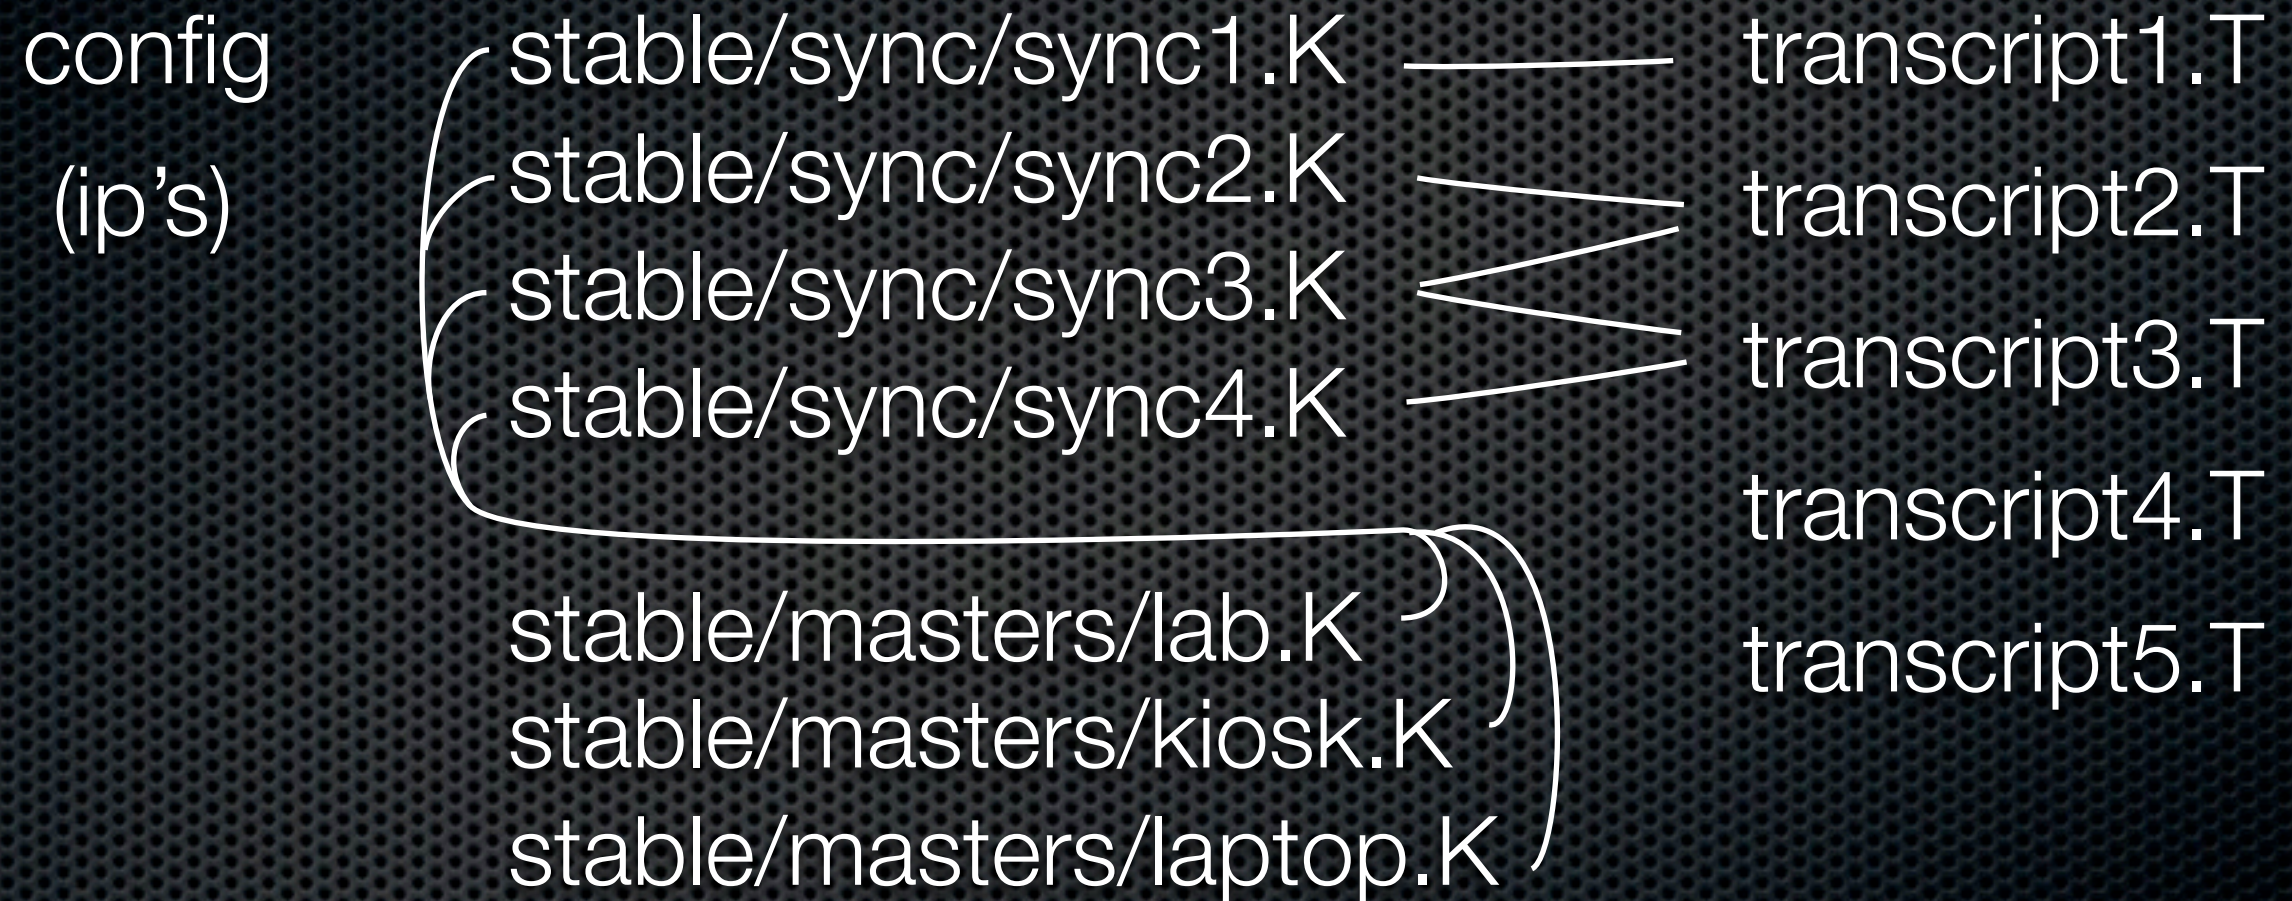 config
(ip’s)
stable/sync/sync1.K
stable/sync/sync2.K
stable/sync/sync3.K
stable/sync/sync4.K
stable/masters/lab.K
stable/masters/kiosk.K
stable/masters/laptop.K
transcript1.T
transcript2.T
transcript3.T
transcript4.T
transcript5.T